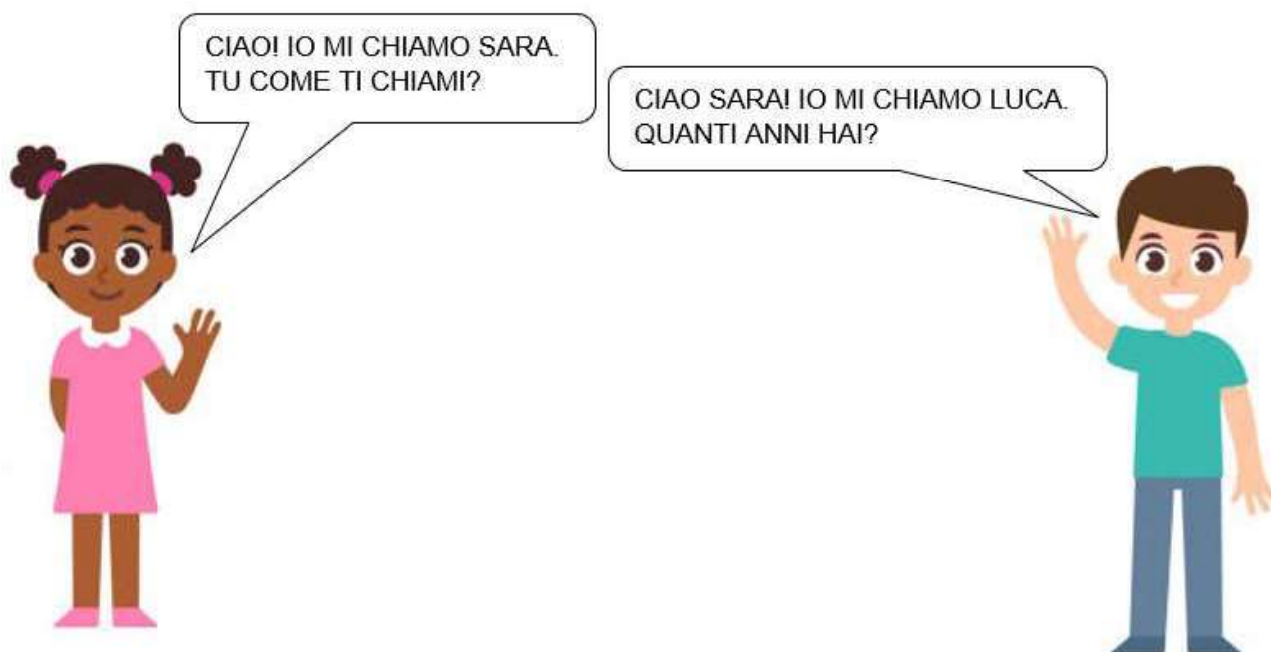 CIAO! IO MI CHIAMO SARA.
TU COME TI CHIAMI?
CIAO SARA! IO MI CHIAMO LUCA.
QUANTI ANNI HAI?